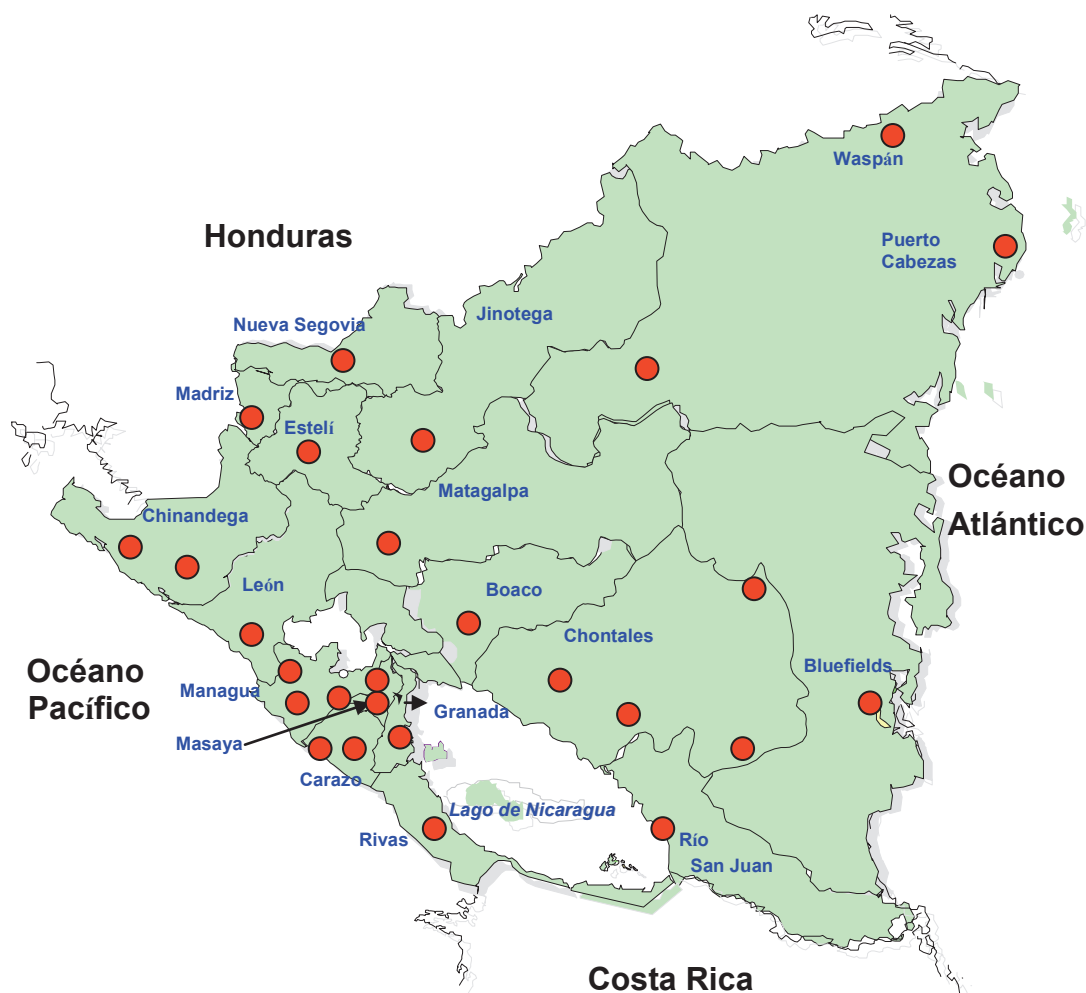 Waspán
Honduras
Puerto
Cabezas
Jinotega
Nueva Segovia
Madriz
Estelí
Océano
Atlántico
Matagalpa
Chinandega
León
Boaco
Chontales
Océano
Pacífico
Bluefields
Managua
Granada
Masaya
Carazo
Lago de Nicaragua
Rivas
Río
San Juan
Costa Rica